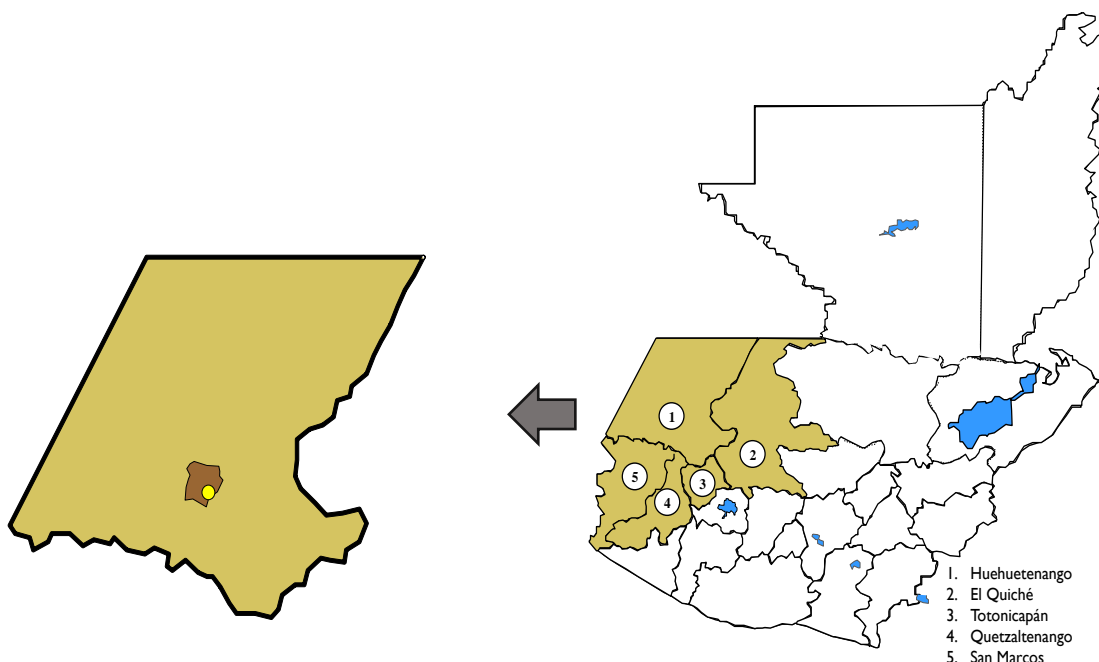 1
2
3
4
5
1. Huehuetenango
2. El Quiché
3. Totonicapán
4. Quetzaltenango
5. San Marcos